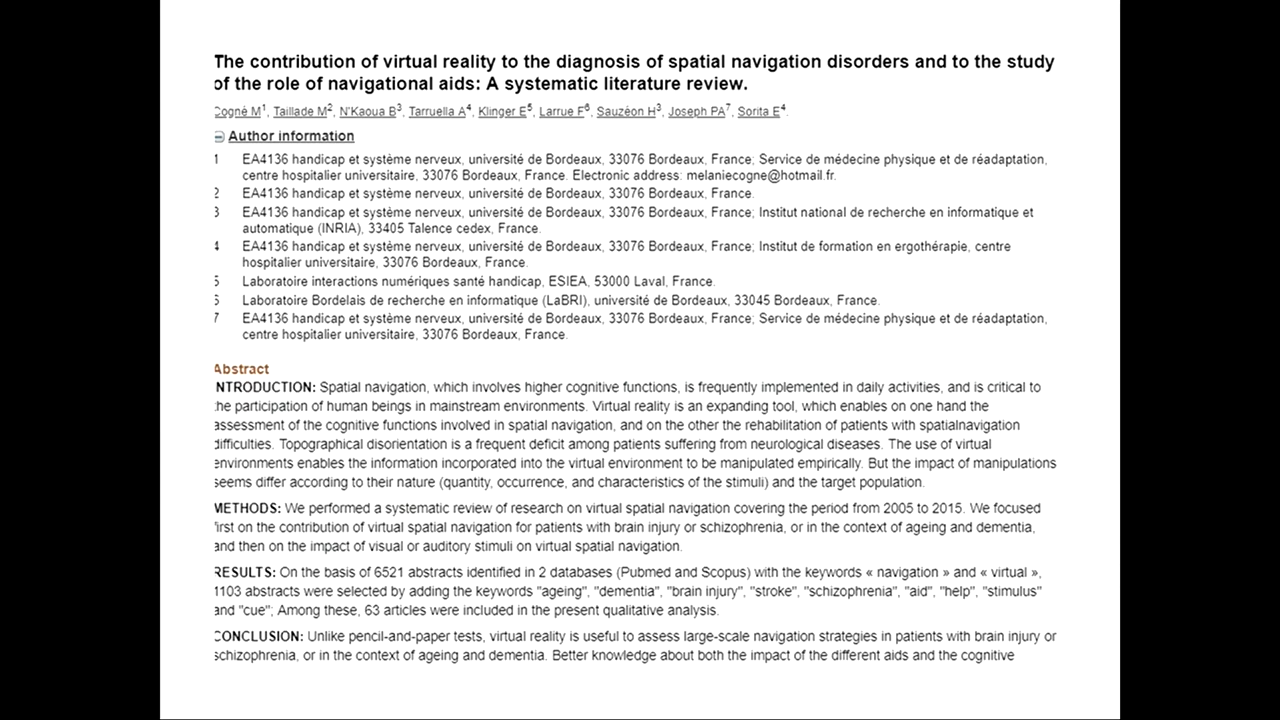 The contribution of virtual reality to the diagnosis of spatial navigation disorders and to the study
of the role of navigational aids: A systematic literature review.
Cogné M1, Taillade M2, N'Kaoua B3, Tarruella A4, Klinger E5, Larrue F6, Sauzéon H3, Joseph PA7, Sorita E4.
Author information
1 EA4136 handicap et système nerveux, université de Bordeaux, 33076 Bordeaux, France; Service de médecine physique et de réadaptation,
centre hospitalier universitaire, 33076 Bordeaux, France. Electronic address: melaniecogne@hotmail.fr.
2 EA4136 handicap et système nerveux, université de Bordeaux, 33076 Bordeaux, France.
3 EA4136 handicap et système nerveux, université de Bordeaux, 33076 Bordeaux, France; Institut national de recherche en informatique et
automatique (INRIA), 33405 Talence cedex, France.
4 EA4136 handicap et système nerveux, université de Bordeaux, 33076 Bordeaux, France; Institut de formation en ergothérapie, centre
hospitalier universitaire, 33076 Bordeaux, France.
5 Laboratoire interactions numériques santé handicap, ESIEA, 53000 Laval, France.
6 Laboratoire Bordelais de recherche en informatique (LaBRI), université de Bordeaux, 33045 Bordeaux, France.
7 EA4136 handicap et système nerveux, université de Bordeaux, 33076 Bordeaux, France; Service de médecine physique et de réadaptation,
centre hospitalier universitaire, 33076 Bordeaux, France.
Abstract
INTRODUCTION: Spatial navigation, which involves higher cognitive functions, is frequently implemented in daily activities, and is critical to
the participation of human beings in mainstream environments. Virtual reality is an expanding tool, which enables on one hand the
assessment of the cognitive functions involved in spatial navigation, and on the other the rehabilitation of patients with spatialnavigation
difficulties. Topographical disorientation is a frequent deficit among patients suffering from neurological diseases. The use of virtual
environments enables the information incorporated into the virtual environment to be manipulated empirically. But the impact of manipulations
seems differ according to their nature (quantity, occurrence, and characteristics of the stimuli) and the target population.
METHODS: We performed a systematic review of research on virtual spatial navigation covering the period from 2005 to 2015. We focused
first on the contribution of virtual spatial navigation for patients with brain injury or schizophrenia, or in the context of ageing and dementia,
and then on the impact of visual or auditory stimuli on virtual spatial navigation.
RESULTS: On the basis of 6521 abstracts identified in 2 databases (Pubmed and Scopus) with the keywords « navigation » and « virtual »,
1103 abstracts were selected by adding the keywords "ageing", "dementia", "brain injury", "stroke", "schizophrenia", "aid", "help", "stimulus"
and "cue"; Among these, 63 articles were included in the present qualitative analysis.
CONCLUSION: Unlike pencil-and-paper tests, virtual reality is useful to assess large-scale navigation strategies in patients with brain injury or
schizophrenia, or in the context of ageing and dementia. Better knowledge about both the impact of the different aids and the cognitive